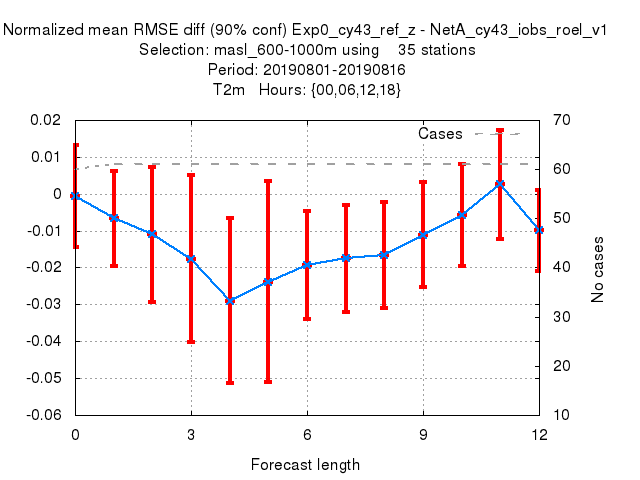 Normalized mean RMSE diff (90% conf) Exp0_cy43_ref_z - NetA_cy43_iobs_roel_v1
Selection: masl_600-1000m using 35 stations
Period: 20190801-20190816
T2m Hours: {00,06,12,18}
Cases
0.02
0.01
0
-0.01
-0.02
-0.03
-0.04
-0.05
-0.06
70
60
50
40
30
20
10
No cases
0 3 6 9 12
Forecast length